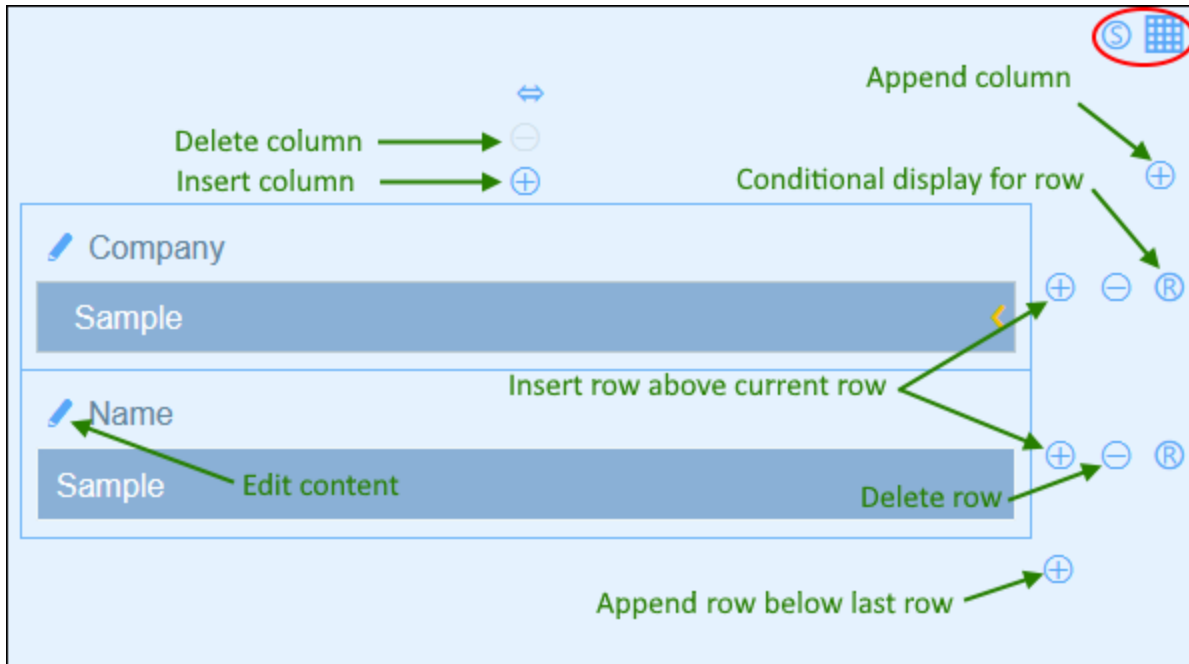 S
Append column
Delete column
Insert column
Conditional display for row
Company
Sample
R
Insert row above current row
Name
Sample
Edit content
R
Delete row
Append row below last row